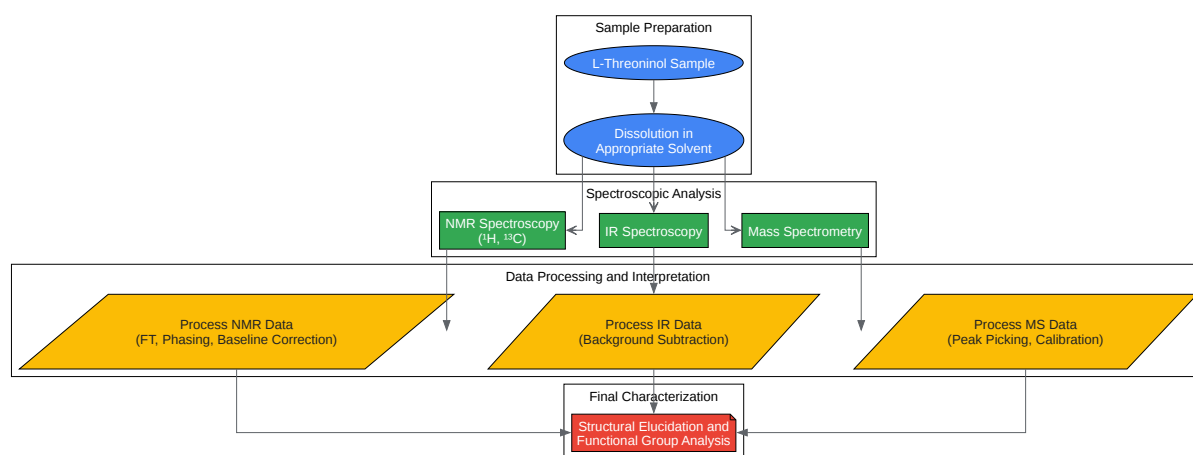 Sample Preparation
L-Threoninol Sample
Dissolution in
Appropriate Solvent
Spectroscopic Analysis
NMR Spectroscopy
(¹H, ¹³C)
IR Spectroscopy
Mass Spectrometry
Data Processing and Interpretation
Process NMR Data
(FT, Phasing, Baseline Correction)
Process IR Data
(Background Subtraction)
Process MS Data
(Peak Picking, Calibration)
Final Characterization
Structural Elucidation and
Functional Group Analysis